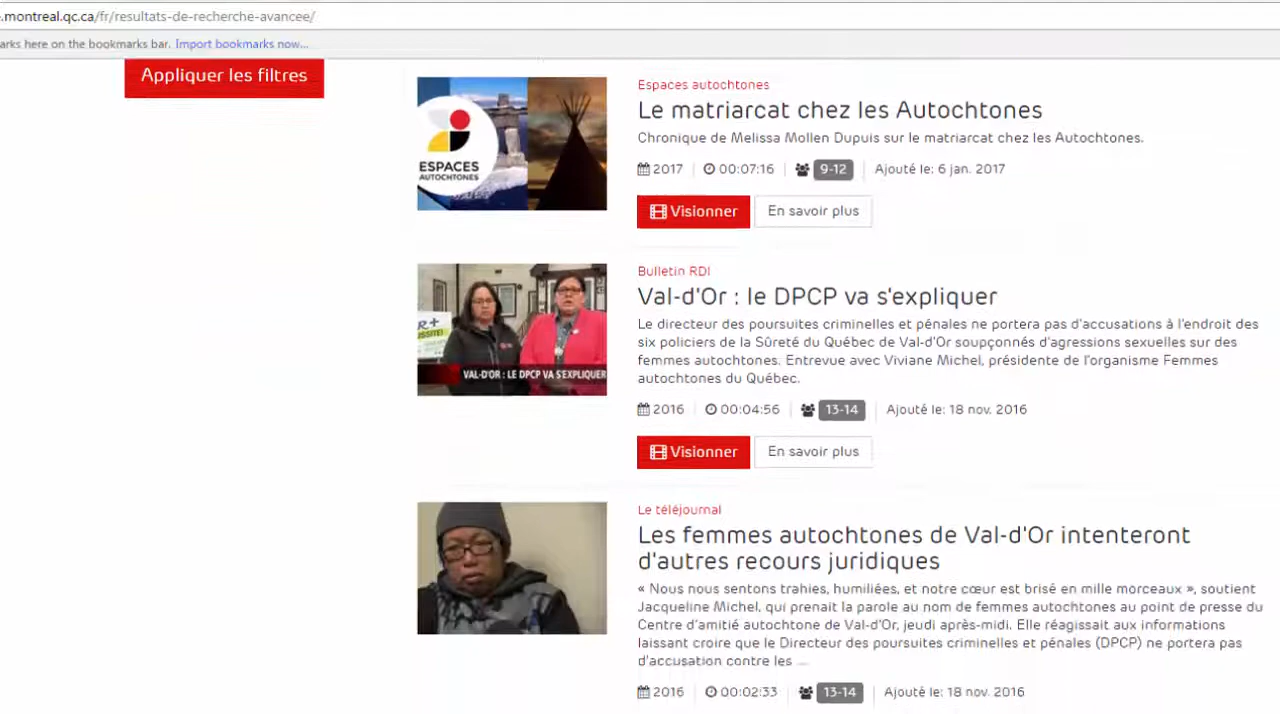 .montreal.qc.ca/fr/resultats-de-recherche-avancee/
arks here on the bookmarks bar. Import bookmarks now...
Appliquer les filtres
ESPACES
AUTOCHTONES
Espaces autochtones
Le matriarcat chez les Autochtones
Chronique de Melissa Mollen Dupuis sur le matriarcat chez les Autochtones.
2017 00:07:16 9-12 Ajouté le: 6 jan. 2017
Visionner En savoir plus
VAL-D'OR : LE DPCP VA S'EXPLIQUER
Bulletin RDI
Val-d'Or : le DPCP va s'expliquer
Le directeur des poursuites criminelles et pénales ne portera pas d'accusations à l'endroit des
six policiers de la Sûreté du Québec de Val-d'Or soupçonnés d'agressions sexuelles sur des
femmes autochtones. Entrevue avec Viviane Michel, présidente de l'organisme Femmes
autochtones du Québec.
2016 00:04:56 13-14 Ajouté le: 18 nov. 2016
Visionner En savoir plus
Le téléjournal
Les femmes autochtones de Val-d'Or intenteront
d'autres recours juridiques
« Nous nous sentons trahies, humiliées, et notre cœur est brisé en mille morceaux », soutient
Jacqueline Michel, qui prenait la parole au nom de femmes autochtones au point de presse du
Centre d'amitié autochtone de Val-d'Or, jeudi après-midi. Elle réagissait aux informations
laissant croire que le Directeur des poursuites criminelles et pénales (DPCP) ne portera pas
d'accusation contre les ...
2016 00:02:33 13-14 Ajouté le: 18 nov. 2016